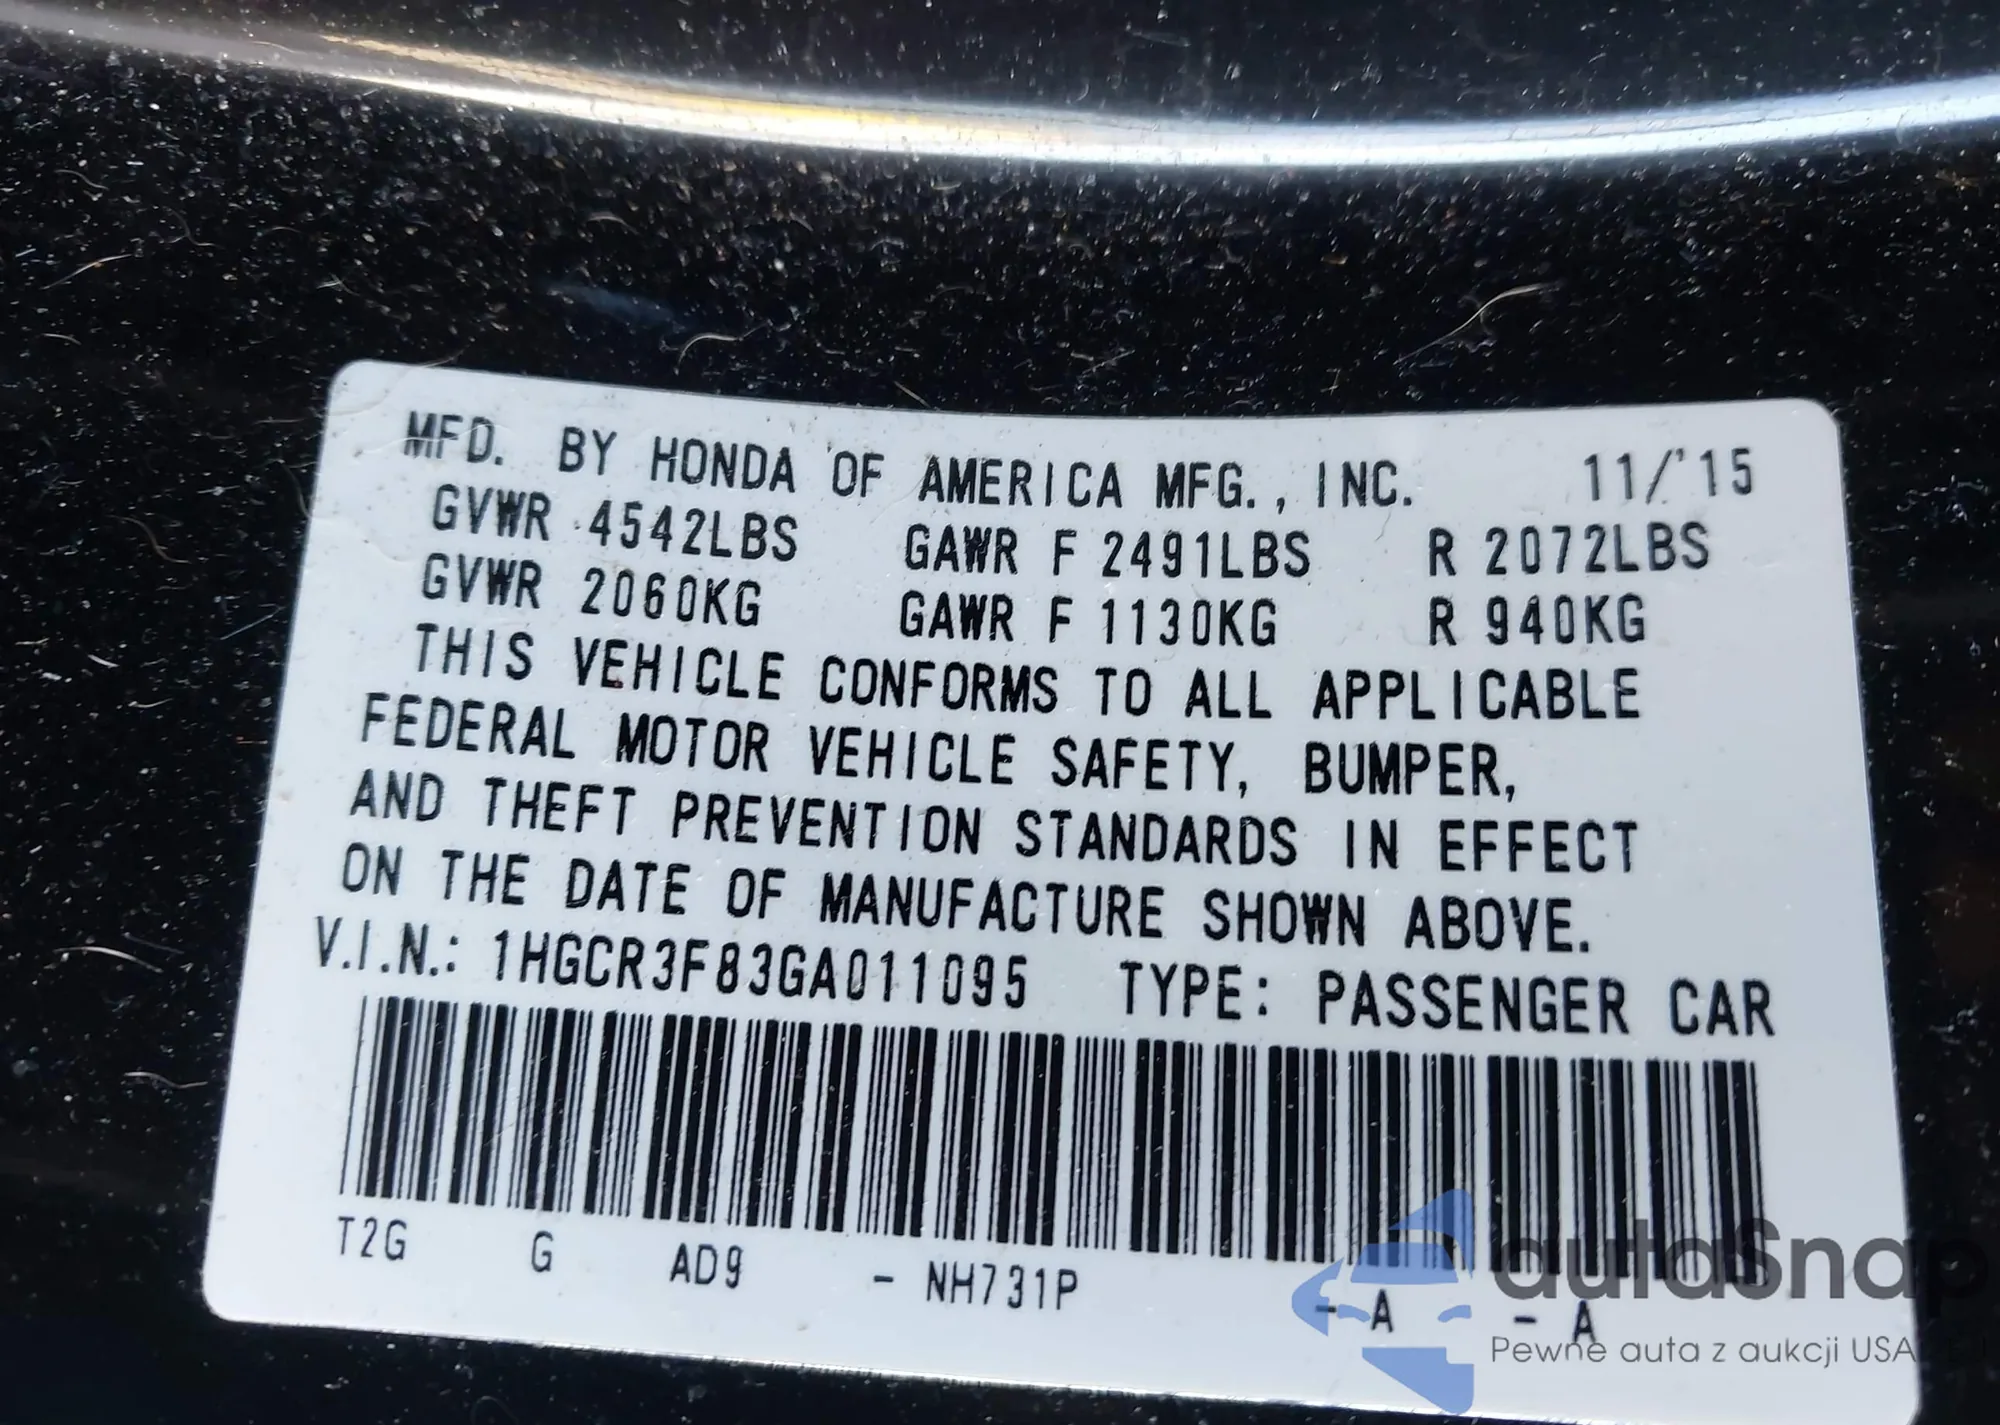 MFD. BY HONDA OF AMERICA MFG., INC. 11/'15
GVWR 4542LBS GAWR F 2491LBS R 2072LBS
GVWR 2060KG GAWR F 1130KG R 940KG
THIS VEHICLE CONFORMS TO ALL APPLICABLE
FEDERAL MOTOR VEHICLE SAFETY, BUMPER,
AND THEFT PREVENTION STANDARDS IN EFFECT
ON THE DATE OF MANUFACTURE SHOWN ABOVE.
V.I.N.: 1HGCR3F83GA011095 TYPE: PASSENGER CAR
T2G G AD9 - NH731P - A - A
autoSnap
Pewne auta z aukcji USA